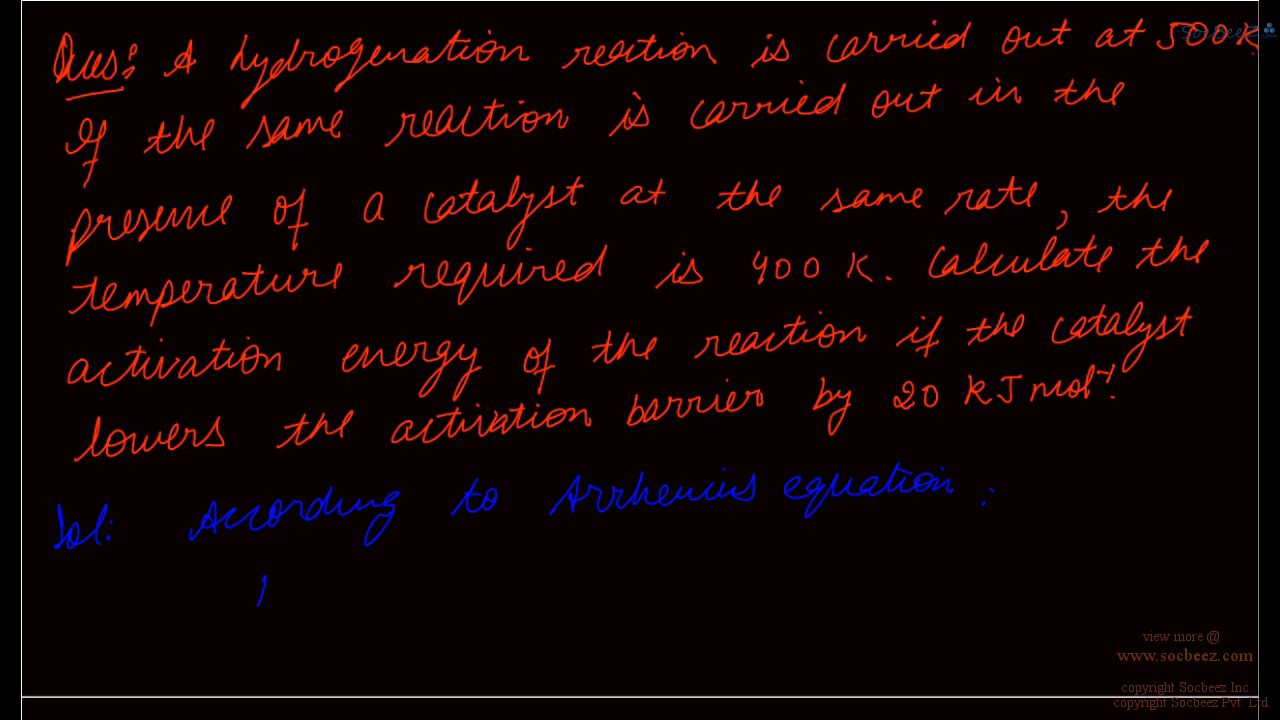 Ques: A hydrogenation reaction is carried out at 500K
Socbeez.com
If the same reaction is carried out in the
presence of a catalyst at the same rate, the
temperature required is 400 K. Calculate the
activation energy of the reaction if the catalyst
lowers the activation barrier by 20 KJ mol⁻¹.
Sol: According to Arrhenius equation:
view more @
www.socbeez.com
copyright Socbeez Inc
copyright Socbeez Pvt Ltd